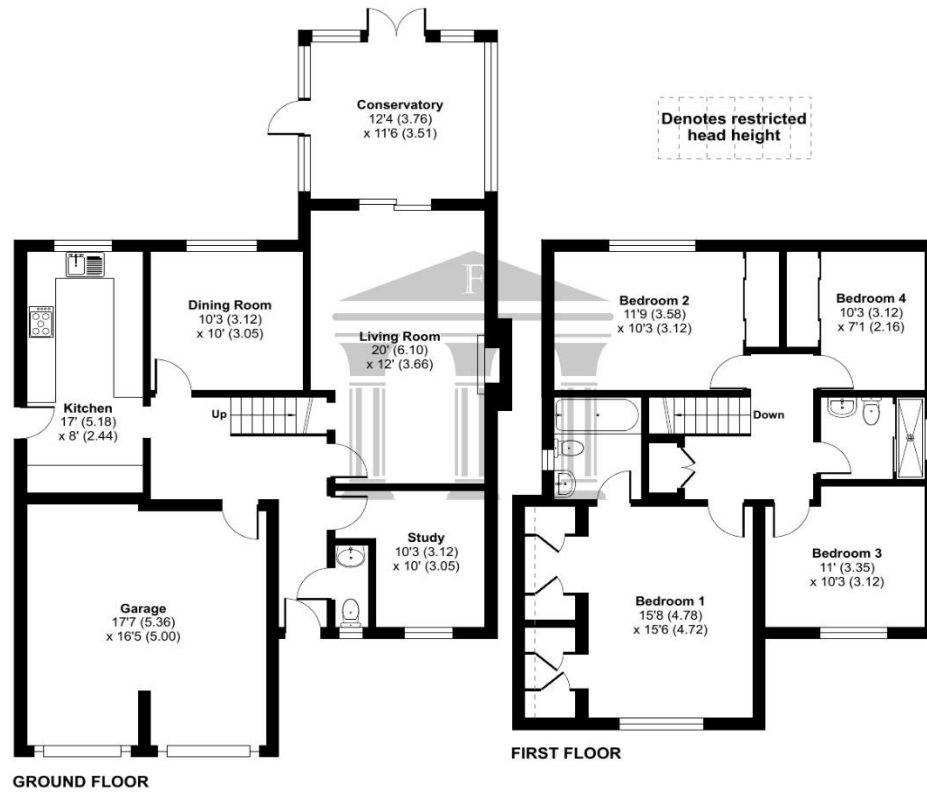 Conservatory
12'4 (3.76)
x 11'6 (3.51)
Denotes restricted
head height
Dining Room
10'3 (3.12)
x 10' (3.05)
F
Living Room
20' (6.10)
x 12' (3.66)
Kitchen
17' (5.18)
x 8' (2.44)
Up
Study
10'3 (3.12)
x 10' (3.05)
Garage
17'7 (5.36)
x 16'5 (5.00)
GROUND FLOOR
Bedroom 2
11'9 (3.58)
x 10'3 (3.12)
Bedroom 4
10'3 (3.12)
x 7'1 (2.16)
Down
Bedroom 3
11' (3.35)
x 10'3 (3.12)
Bedroom 1
15'8 (4.78)
x 15'6 (4.72)
FIRST FLOOR